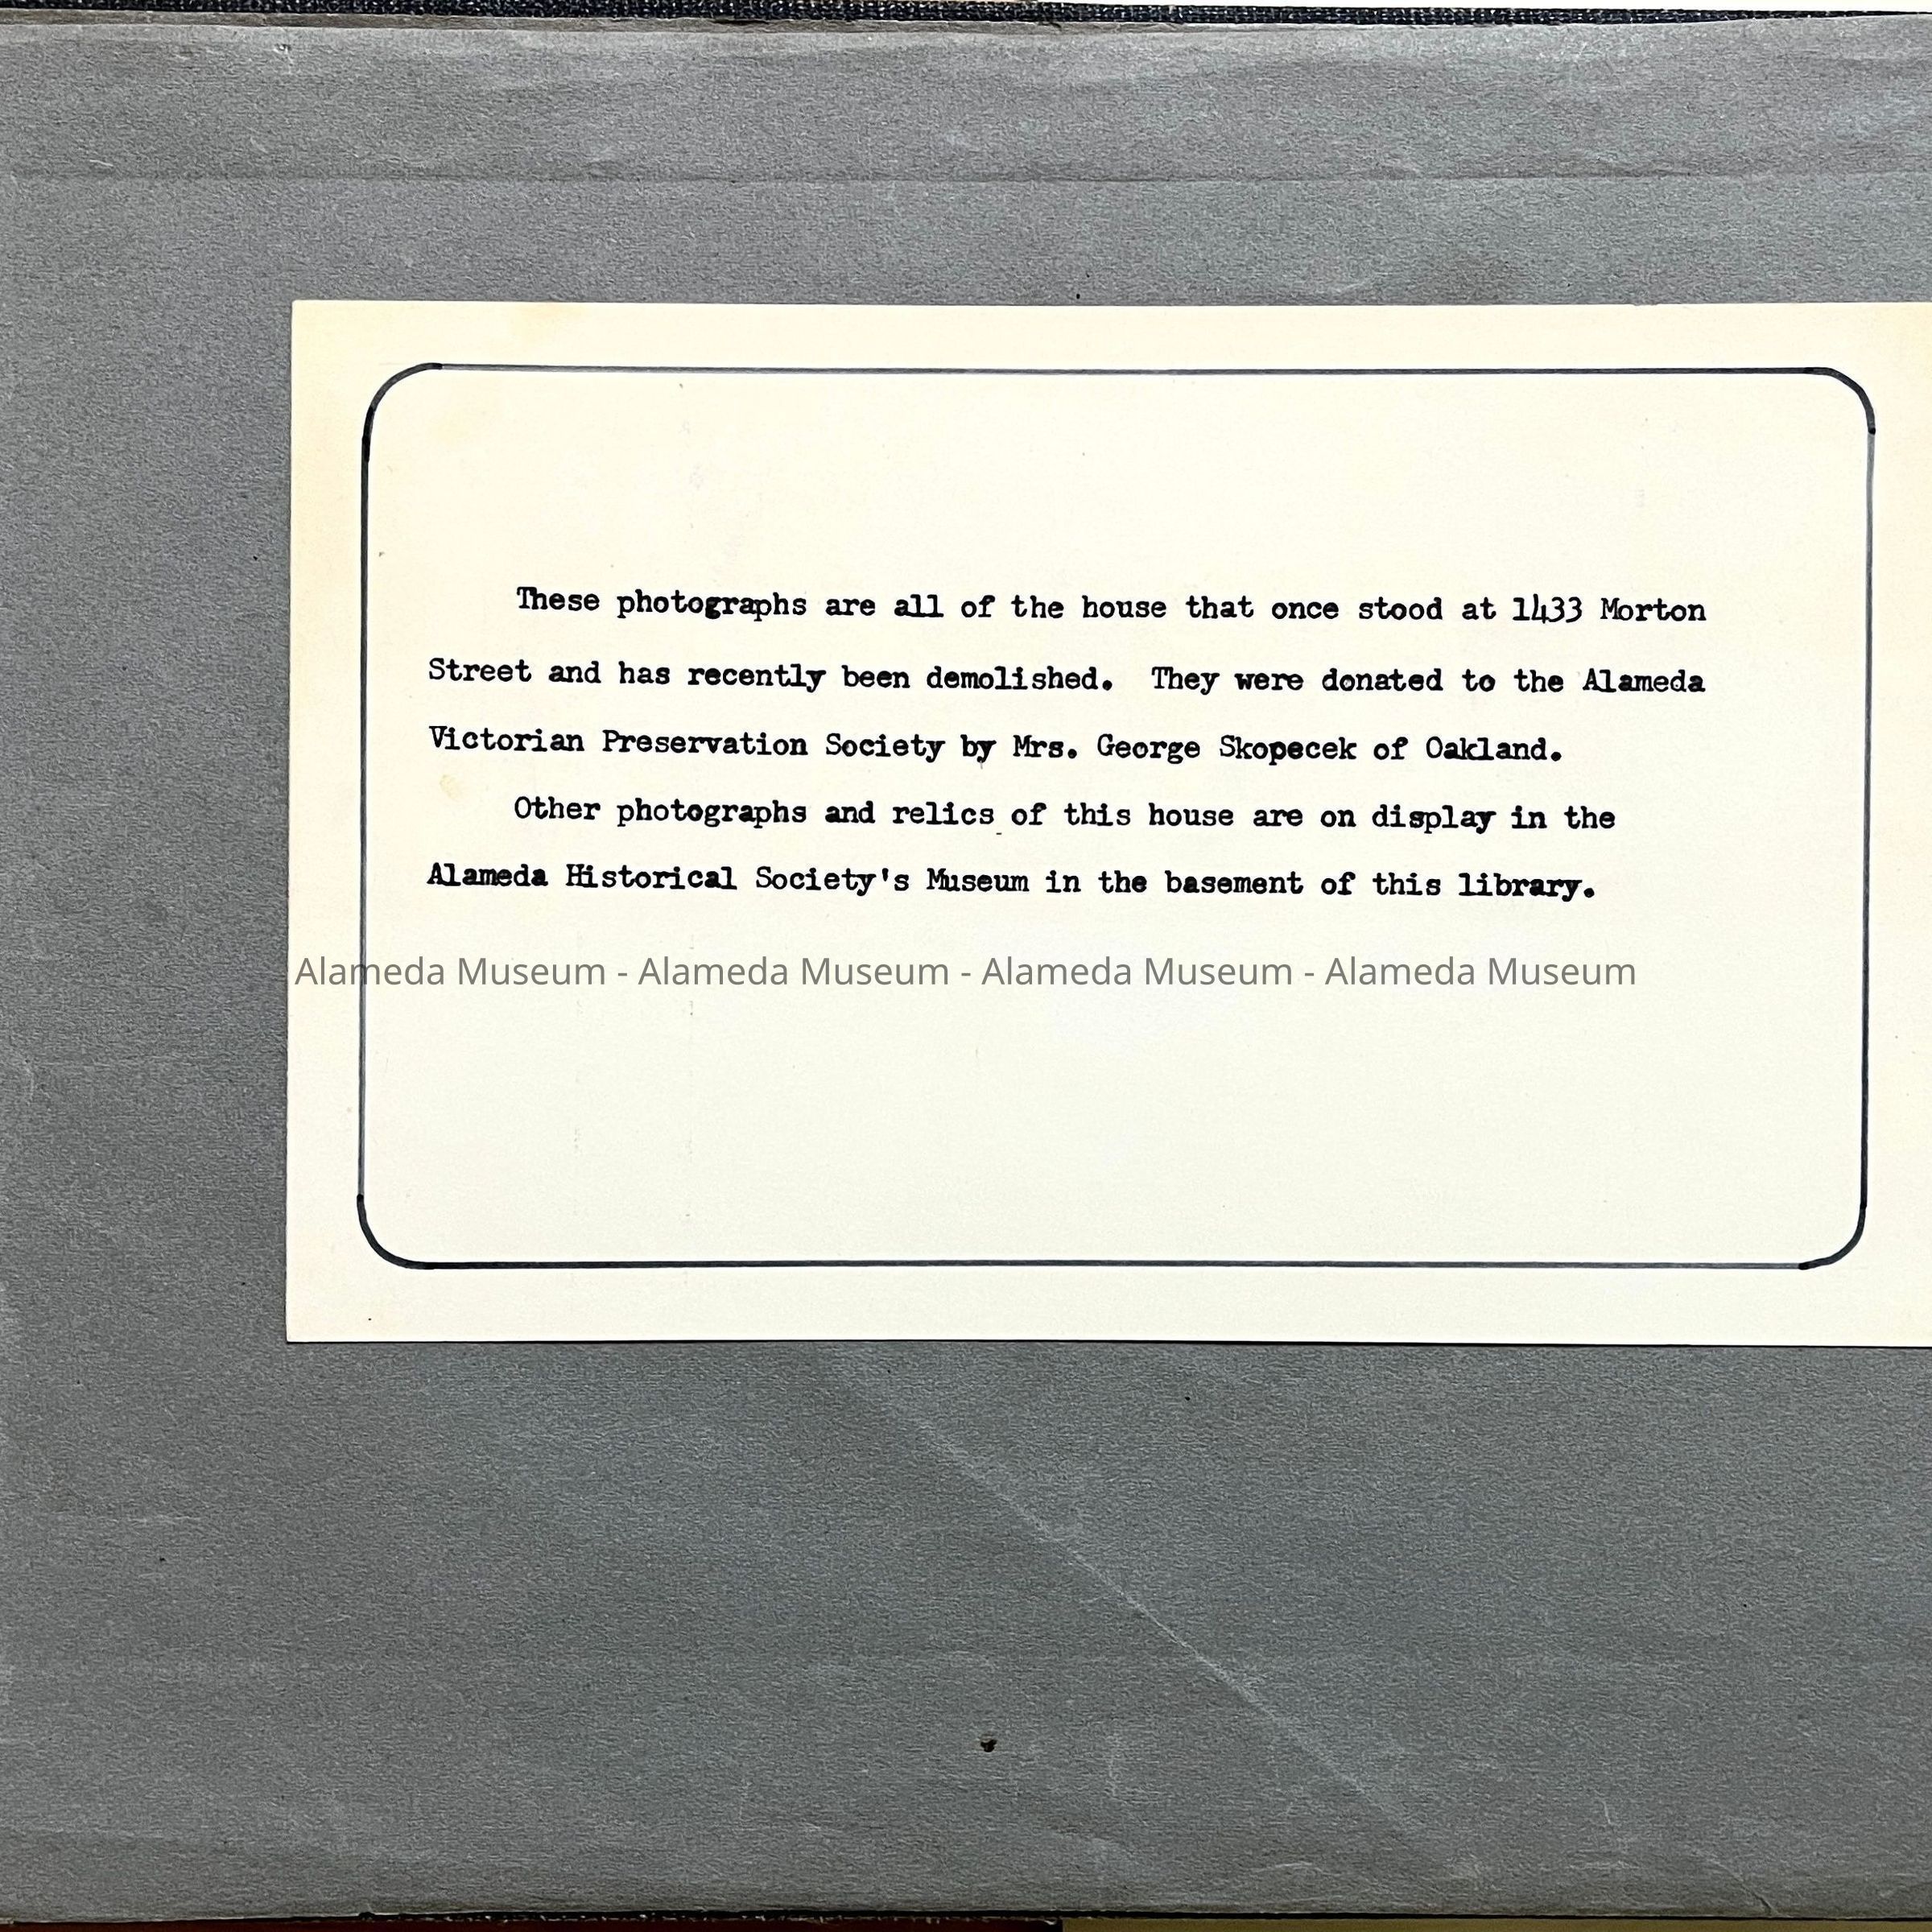 These photographs are all of the house that once stood at 1433 Morton
Street and has recently been demolished.  They were donated to the Alameda
Victorian Preservation Society by Mrs. George Skopecek of Oakland.
Other photographs and relics of this house are on display in the
Alameda Historical Society's Museum in the basement of this library.
Alameda Museum - Alameda Museum - Alameda Museum - Alameda Museum